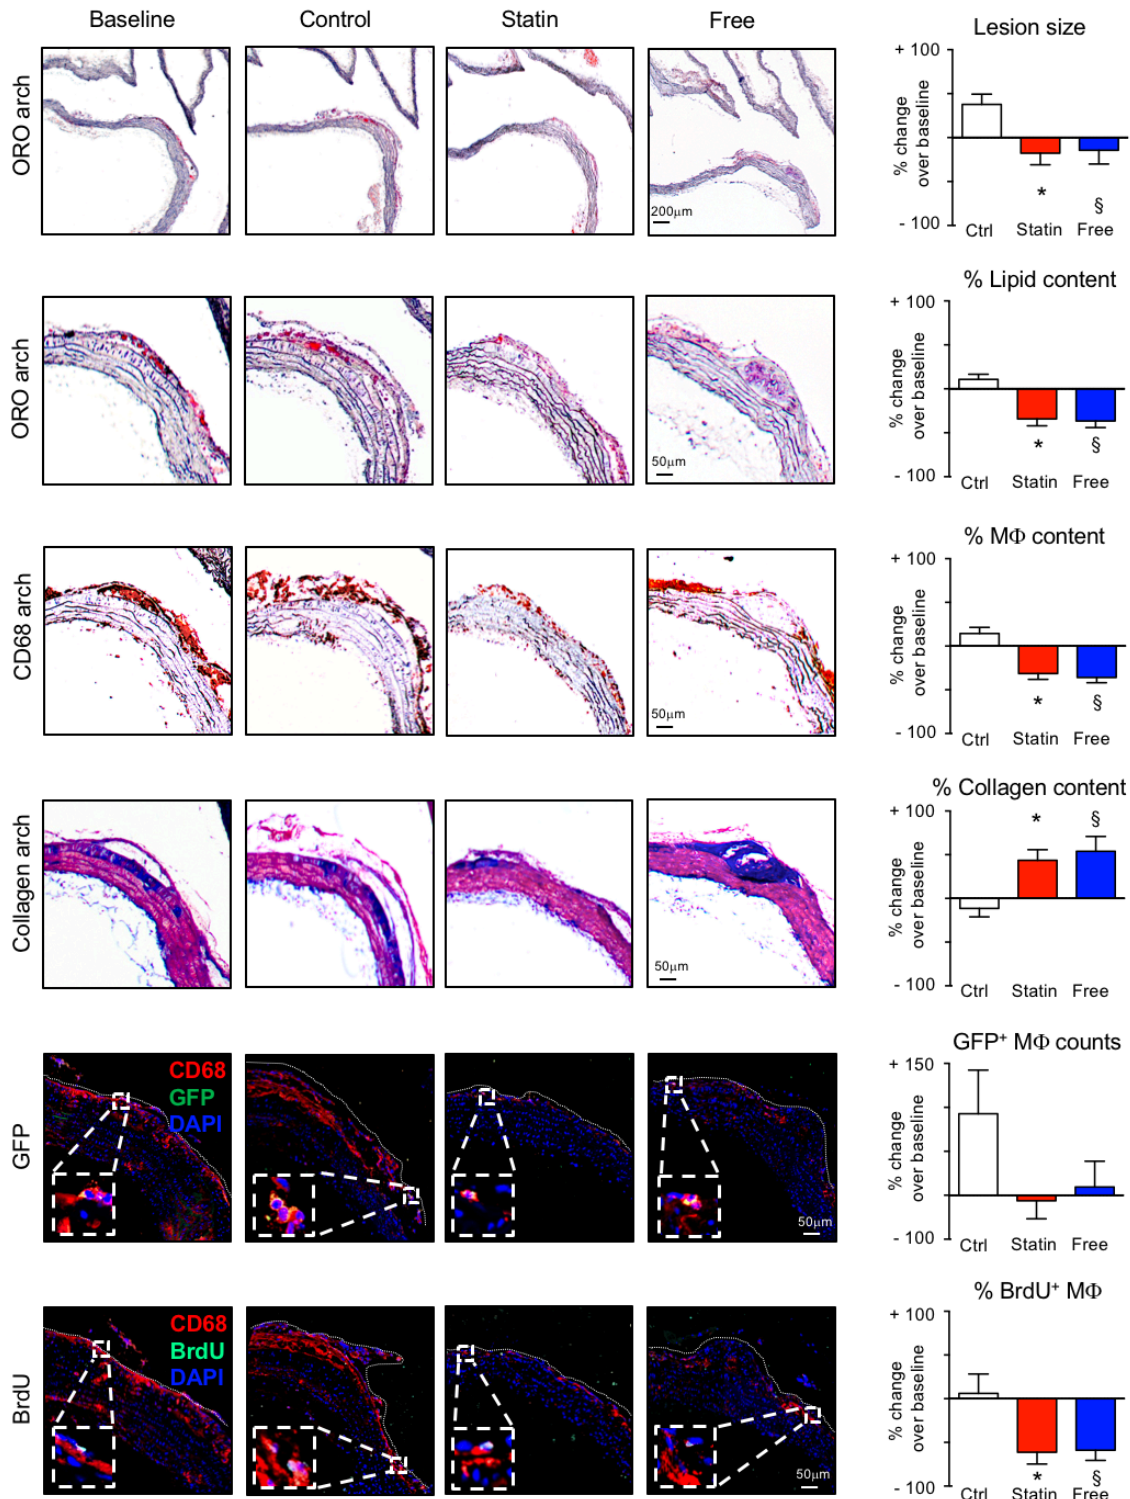 Baseline Control Statin Free
ORO arch
200µm
Lesion size
+ 100
% change
over baseline
- 100
*
§
Ctrl Statin Free
ORO arch
50µm
% Lipid content
+ 100
% change
over baseline
- 100
*
§
Ctrl Statin Free
CD68 arch
50µm
% MΦ content
+ 100
% change
over baseline
- 100
*
§
Ctrl Statin Free
Collagen arch
50µm
% Collagen content
+ 100
% change
over baseline
- 100
*
§
Ctrl Statin Free
GFP
CD68
GFP
DAPI
50µm
GFP⁺ MΦ counts
+ 150
% change
over baseline
- 100
Ctrl Statin Free
BrdU
CD68
BrdU
DAPI
50µm
% BrdU⁺ MΦ
+ 100
% change
over baseline
- 100
*
§
Ctrl Statin Free